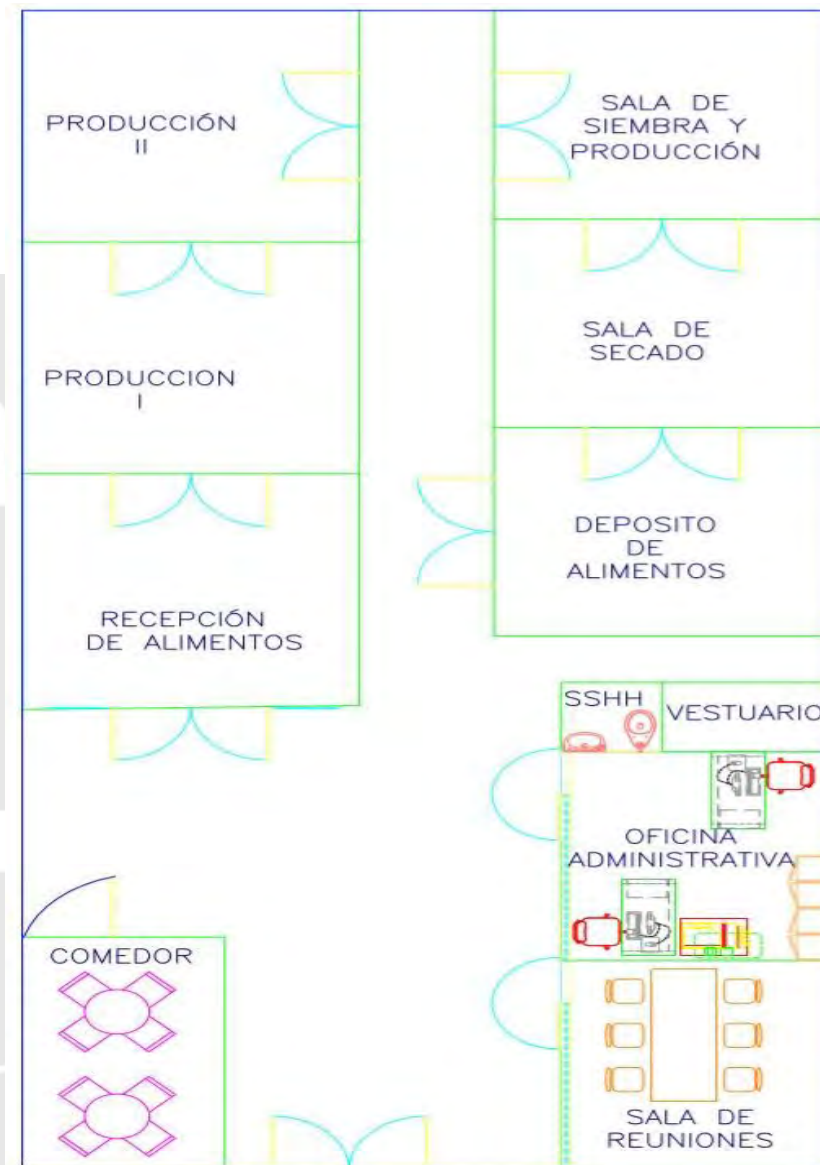 PRODUCCIÓN
II
SALA DE
SIEMBRA Y
PRODUCCIÓN
PRODUCCION
I
SALA DE
SECADO
RECEPCIÓN
DE ALIMENTOS
DEPOSITO
DE
ALIMENTOS
SSHH
VESTUARIO
OFICINA
ADMINISTRATIVA
COMEDOR
SALA DE
REUNIONES